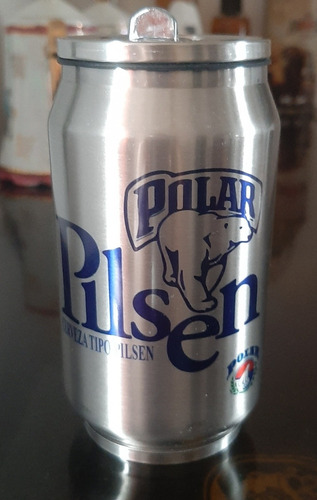 POLAR
Pilsen
CERVEZA TIPO PILSEN
POLAR